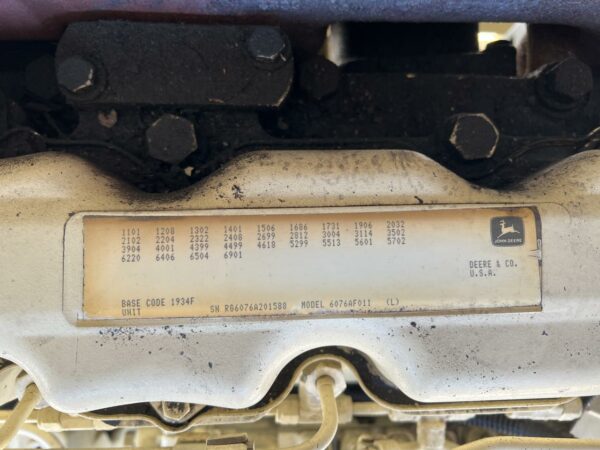 1101 1208 1302 1401 1506 1686 1731 1906 2032
2102 2204 2322 2408 2699 2812 3004 3114 3502
3904 4001 4399 4499 4618 5299 5513 5601 5702
6220 6406 6504 6901
JOHN DEERE
DEERE & CO.
U.S.A.
BASE CODE 1934F
UNIT SN RG6076A201588 MODEL 6076AF011 (L)